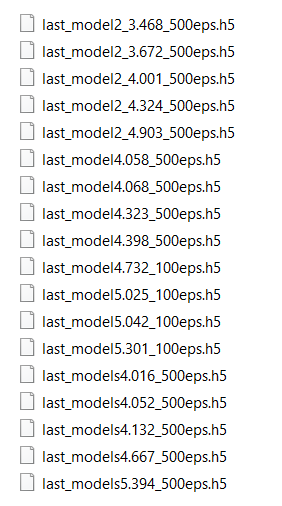 last_model2_3.468_500eps.h5
last_model2_3.672_500eps.h5
last_model2_4.001_500eps.h5
last_model2_4.324_500eps.h5
last_model2_4.903_500eps.h5
last_model4.058_500eps.h5
last_model4.068_500eps.h5
last_model4.323_500eps.h5
last_model4.398_500eps.h5
last_model4.732_100eps.h5
last_model5.025_100eps.h5
last_model5.042_100eps.h5
last_model5.301_100eps.h5
last_models4.016_500eps.h5
last_models4.052_500eps.h5
last_models4.132_500eps.h5
last_models4.667_500eps.h5
last_models5.394_500eps.h5